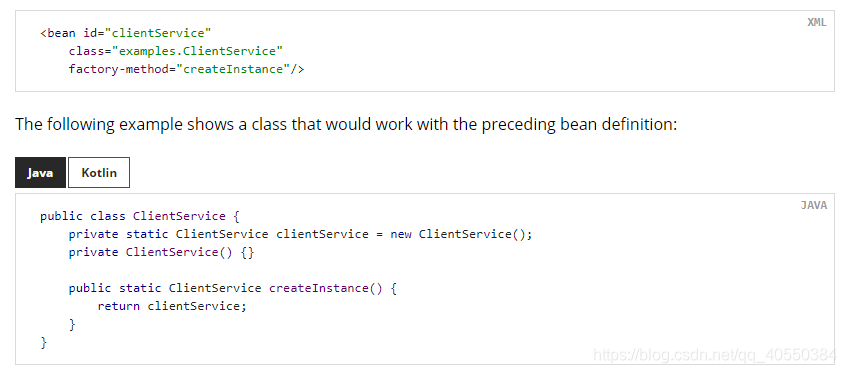 XML
<bean id="clientService"
    class="examples.ClientService"
    factory-method="createInstance"/>
The following example shows a class that would work with the preceding bean definition:
Java Kotlin
JAVA
public class ClientService {
    private static ClientService clientService = new ClientService();
    private ClientService() {}

    public static ClientService createInstance() {
        return clientService;
    }
}
https://blog.csdn.net/qq_40550384